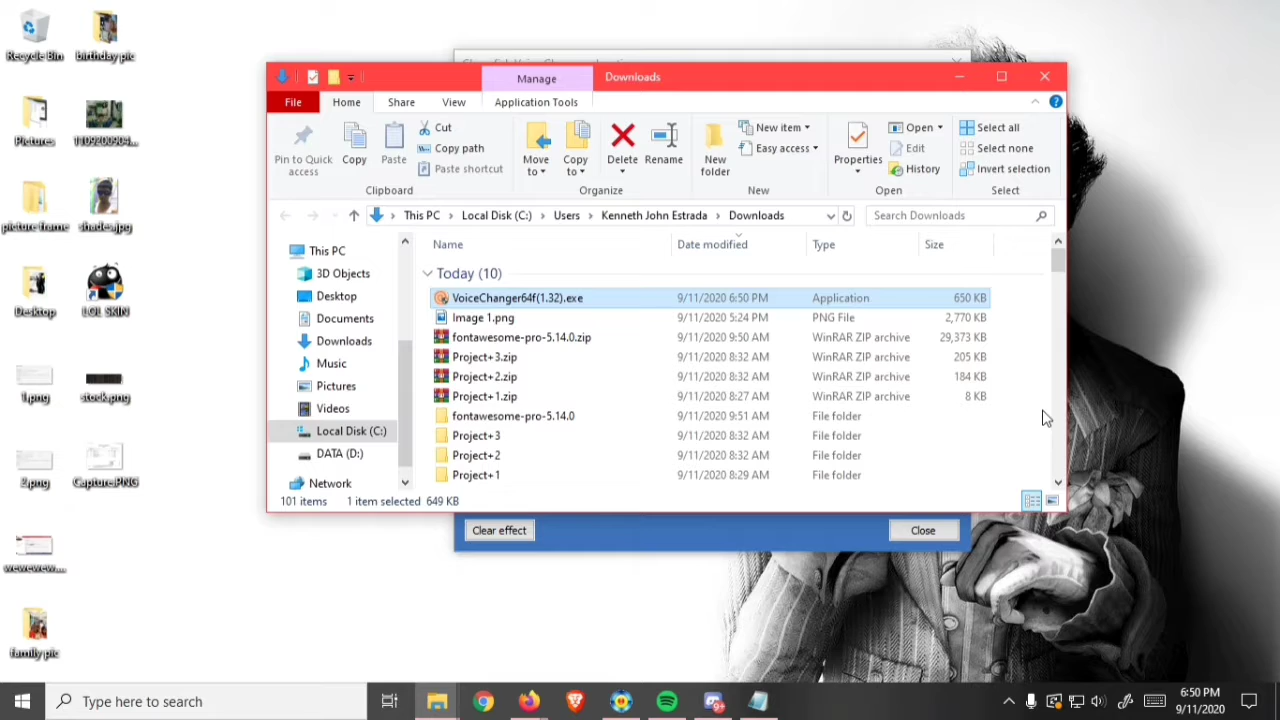 Recycle Bin
birthday pic
Pictures
1109200904...
picture frame
shades.jpg
Desktop
LOL SKIN
1.png
stock.png
2.png
Capture.PNG
wewewew....
family pic
Manage
Downloads
File
Home
Share
View
Application Tools
Pin to Quick access
Copy
Paste
Cut
Copy path
Paste shortcut
Clipboard
Move to
Copy to
Delete
Rename
Organize
New folder
New item
Easy access
New
Properties
Open
Edit
History
Open
Select all
Select none
Invert selection
Select
This PC
Local Disk (C:)
Users
Kenneth John Estrada
Downloads
Search Downloads
This PC
3D Objects
Desktop
Documents
Downloads
Music
Pictures
Videos
Local Disk (C:)
DATA (D:)
Network
Name Date modified Type Size
Today (10)
VoiceChanger64f(1.32).exe 9/11/2020 6:50 PM Application 650 KB
Image 1.png 9/11/2020 5:24 PM PNG File 2,770 KB
fontawesome-pro-5.14.0.zip 9/11/2020 9:50 AM WinRAR ZIP archive 29,373 KB
Project+3.zip 9/11/2020 8:32 AM WinRAR ZIP archive 205 KB
Project+2.zip 9/11/2020 8:32 AM WinRAR ZIP archive 184 KB
Project+1.zip 9/11/2020 8:27 AM WinRAR ZIP archive 8 KB
fontawesome-pro-5.14.0 9/11/2020 9:51 AM File folder
Project+3 9/11/2020 8:32 AM File folder
Project+2 9/11/2020 8:32 AM File folder
Project+1 9/11/2020 8:29 AM File folder
101 items 1 item selected 649 KB
Clear effect
Close
Type here to search
9+
6:50 PM
9/11/2020